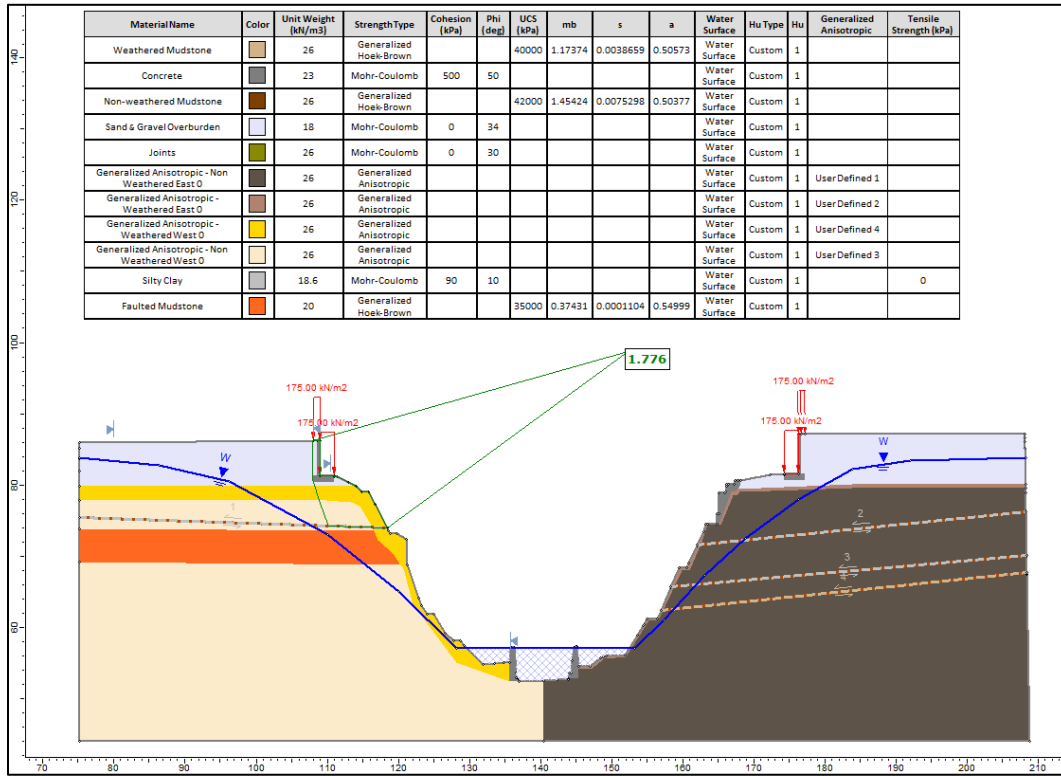 Material Name Color Unit Weight (kN/m3) Strength Type Cohesion (kPa) Phi (deg) UCS (kPa) mb s a Water Surface Hu Type Hu Generalized Anisotropic Tensile Strength (kPa)
Weathered Mudstone 26 Generalized Hoek-Brown 40000 1.17374 0.0038659 0.50573 Water Surface Custom 1
Concrete 23 Mohr-Coulomb 500 50 Water Surface Custom 1
Non-weathered Mudstone 26 Generalized Hoek-Brown 42000 1.45424 0.0075298 0.50377 Water Surface Custom 1
Sand & Gravel Overburden 18 Mohr-Coulomb 0 34 Water Surface Custom 1
Joints 26 Mohr-Coulomb 0 30 Water Surface Custom 1
Generalized Anisotropic - Non Weathered East 0 26 Generalized Anisotropic Water Surface Custom 1 User Defined 1
Generalized Anisotropic - Weathered East 0 26 Generalized Anisotropic Water Surface Custom 1 User Defined 2
Generalized Anisotropic - Weathered West 0 26 Generalized Anisotropic Water Surface Custom 1 User Defined 4
Generalized Anisotropic - Non Weathered West 0 26 Generalized Anisotropic Water Surface Custom 1 User Defined 3
Silty Clay 18.6 Mohr-Coulomb 90 10 Water Surface Custom 1 0
Faulted Mudstone 20 Generalized Hoek-Brown 35000 0.37431 0.0001104 0.54999 Water Surface Custom 1
140
120
100
80
60
1.776
175.00 kN/m2
175.00 kN/m2
175.00 kN/m2
175.00 kN/m2
W
W
1
2
3
4
70 80 90 100 110 120 130 140 150 160 170 180 190 200 210